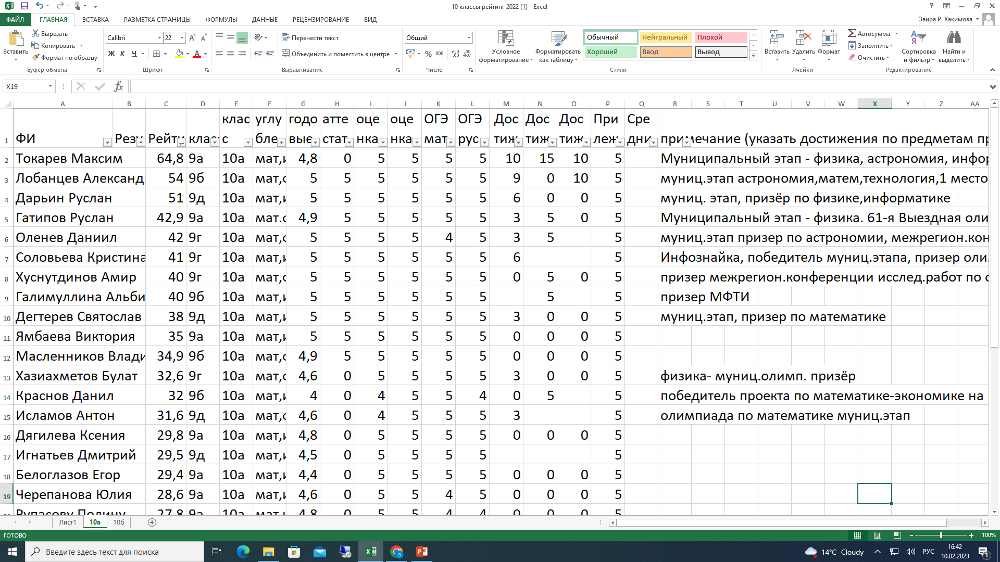 10 классы рейтинг 2022 (1) - Excel
ФАЙЛ ГЛАВНАЯ ВСТАВКА РАЗМЕТКА СТРАНИЦЫ ФОРМУЛЫ ДАННЫЕ РЕЦЕНЗИРОВАНИЕ ВИД Заира Р. Хакимова
Вставить Вырезать Копировать Формат по образцу Буфер обмена
Calibri 22 Ж К Ч Шрифт
Перенести текст Объединить и поместить в центре Выравнивание
Общий % 000 Число
Условное форматирование Форматировать как таблицу Обычный Нейтральный Плохой Хороший Ввод Вывод Стили
Вставить Удалить Формат Ячейки
Автосумма Заполнить Очистить Сортировка и фильтр Найти и выделить Редактирование
X19 fx
A B C D E F G H I J K L M N O P Q R S T U V W X Y Z AA
клас углу годо атте оце оце ОГЭ ОГЭ Дос Дос Дос При Сре
1 ФИ Резу Рейти клас с бле вые стат нка нка мат рус. тиж тиж тиж леж дни примечание (указать достижения по предметам пр
2 Токарев Максим 64,8 9а 10а мат,и 4,8 0 5 5 5 5 10 15 10 5 Муниципальный этап - физика, астрономия, инфор
3 Лобанцев Александр 54 9б 10а мат,с 5 5 5 5 5 5 9 0 10 5 муниц.этап астрономия,матем,технология,1 место
4 Дарьин Руслан 51 9д 10а мат,и 5 5 5 5 5 5 6 0 0 5 муниц. этап, призёр по физике,информатике
5 Гатипов Руслан 42,9 9а 10а мат.с 4,9 5 5 5 5 5 3 5 0 5 Муниципальный этап - физика. 61-я Выездная оли
6 Оленев Даниил 42 9г 10а мат,с 5 5 5 5 4 5 3 5 5 муниц.этап призер по астрономии, межрегион.кон
7 Соловьева Кристина 41 9г 10а мат,и 5 5 5 5 5 5 6 5 Инфознайка, победитель муниц.этапа, призер оли
8 Хуснутдинов Амир 40 9г 10а мат,с 5 5 5 5 5 5 0 5 0 5 призер межрегион.конференции исслед.работ по с
9 Галимуллина Альби 40 9б 10а мат,и 5 5 5 5 5 5 5 5 призер МФТИ
10 Дегтерев Святослав 38 9д 10а мат,и 5 5 5 5 5 5 3 0 0 5 муниц.этап, призер по математике
11 Ямбаева Виктория 35 9а 10а мат,и 5 5 5 5 5 5 0 0 0 5
12 Масленников Влади 34,9 9б 10а мат,с 4,9 5 5 5 5 5 0 0 0 5
13 Хазиахметов Булат 32,6 9г 10а мат,с 4,6 0 5 5 5 5 3 0 0 5 физика- муниц.олимп. призёр
14 Краснов Данил 32 9б 10а мат,и 4 0 4 5 5 4 0 5 5 победитель проекта по математике-экономике на
15 Исламов Антон 31,6 9д 10а мат,с 4,6 0 4 5 5 5 3 5 олимпиада по математике муниц.этап
16 Дягилева Ксения 29,8 9а 10а мат,и 4,8 0 5 5 5 5 0 0 0 5
17 Игнатьев Дмитрий 29,5 9д 10а мат,и 4,5 0 5 5 5 5 5
18 Белоглазов Егор 29,4 9а 10а мат,и 4,4 0 5 5 5 5 0 0 0 5
19 Черепанова Юлия 28,6 9а 10а мат,и 4,6 0 5 5 4 5 0 0 0 5
27,8 9а 10а 4,8 0 5 5 4 4 0 0 0 5
Лист1 10а 10б
ГОТОВО 100%
Введите здесь текст для поиска 14°C Cloudy РУС 16:42
10.02.2023